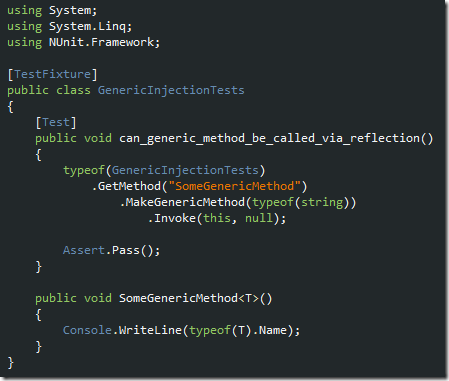 using System;
using System.Linq;
using NUnit.Framework;

[TestFixture]
public class GenericInjectionTests
{
    [Test]
    public void can_generic_method_be_called_via_reflection()
    {
        typeof(GenericInjectionTests)
            .GetMethod("SomeGenericMethod")
                .MakeGenericMethod(typeof(string))
                    .Invoke(this, null);

        Assert.Pass();
    }

    public void SomeGenericMethod<T>()
    {
        Console.WriteLine(typeof(T).Name);
    }
}